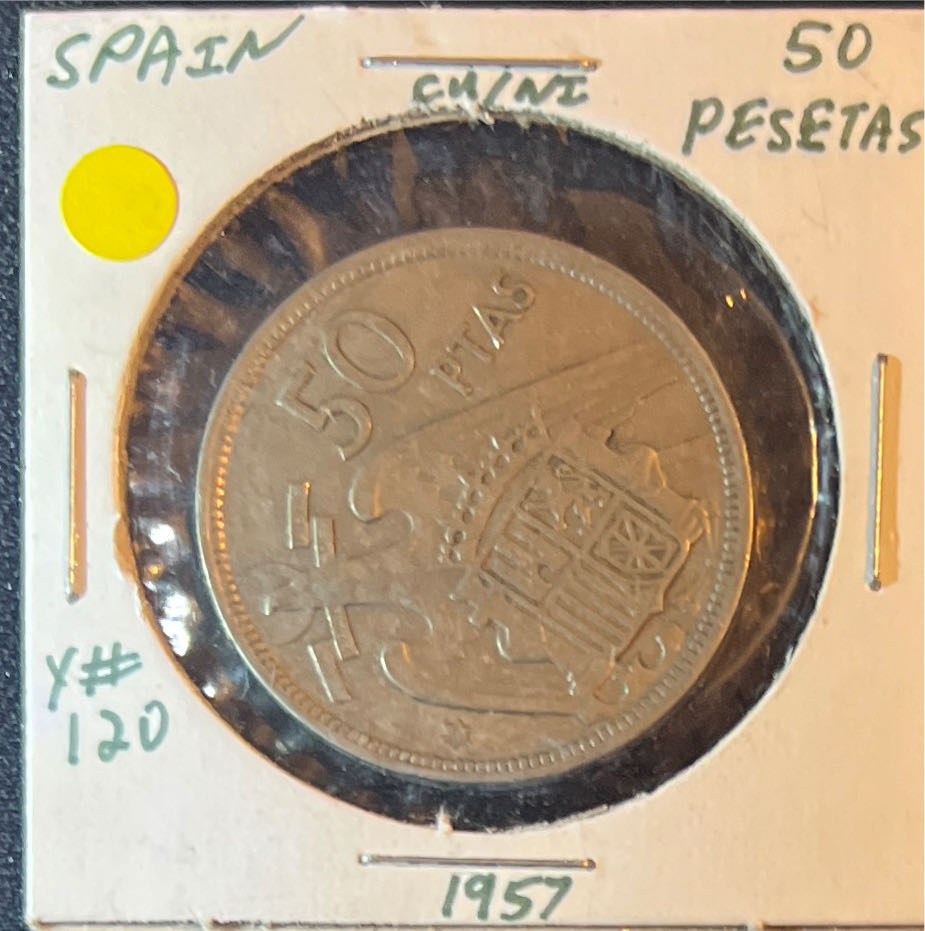 SPAIN
CU/NI
50
PESETAS
50
PTAS
Y#
120
1957